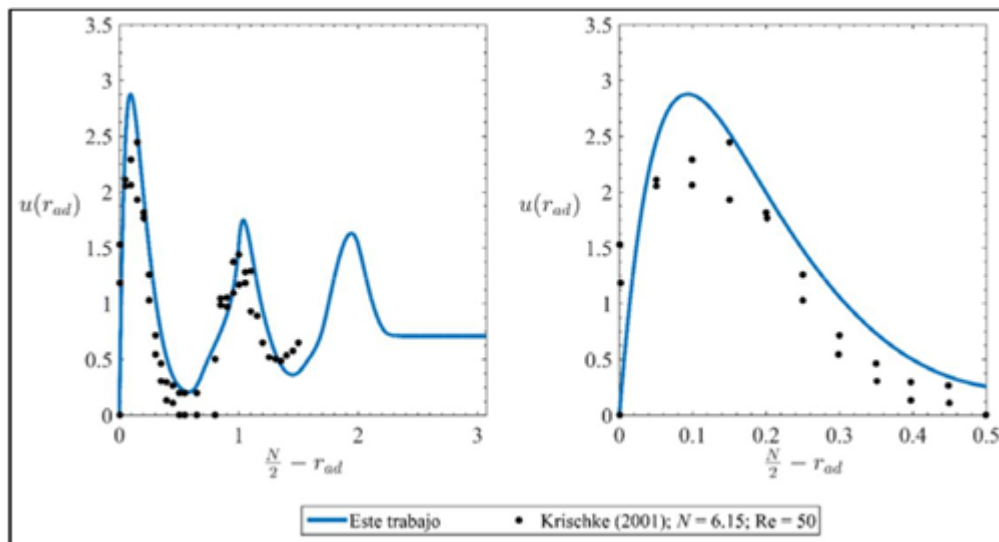 3.5
3
2.5
2
1.5
1
0.5
0
u(r_ad)
0 1 2 3
N/2 − r_ad
3.5
3
2.5
2
1.5
1
0.5
0
u(r_ad)
0 0.1 0.2 0.3 0.4 0.5
N/2 − r_ad
Este trabajo
Krischke (2001); N = 6.15; Re = 50